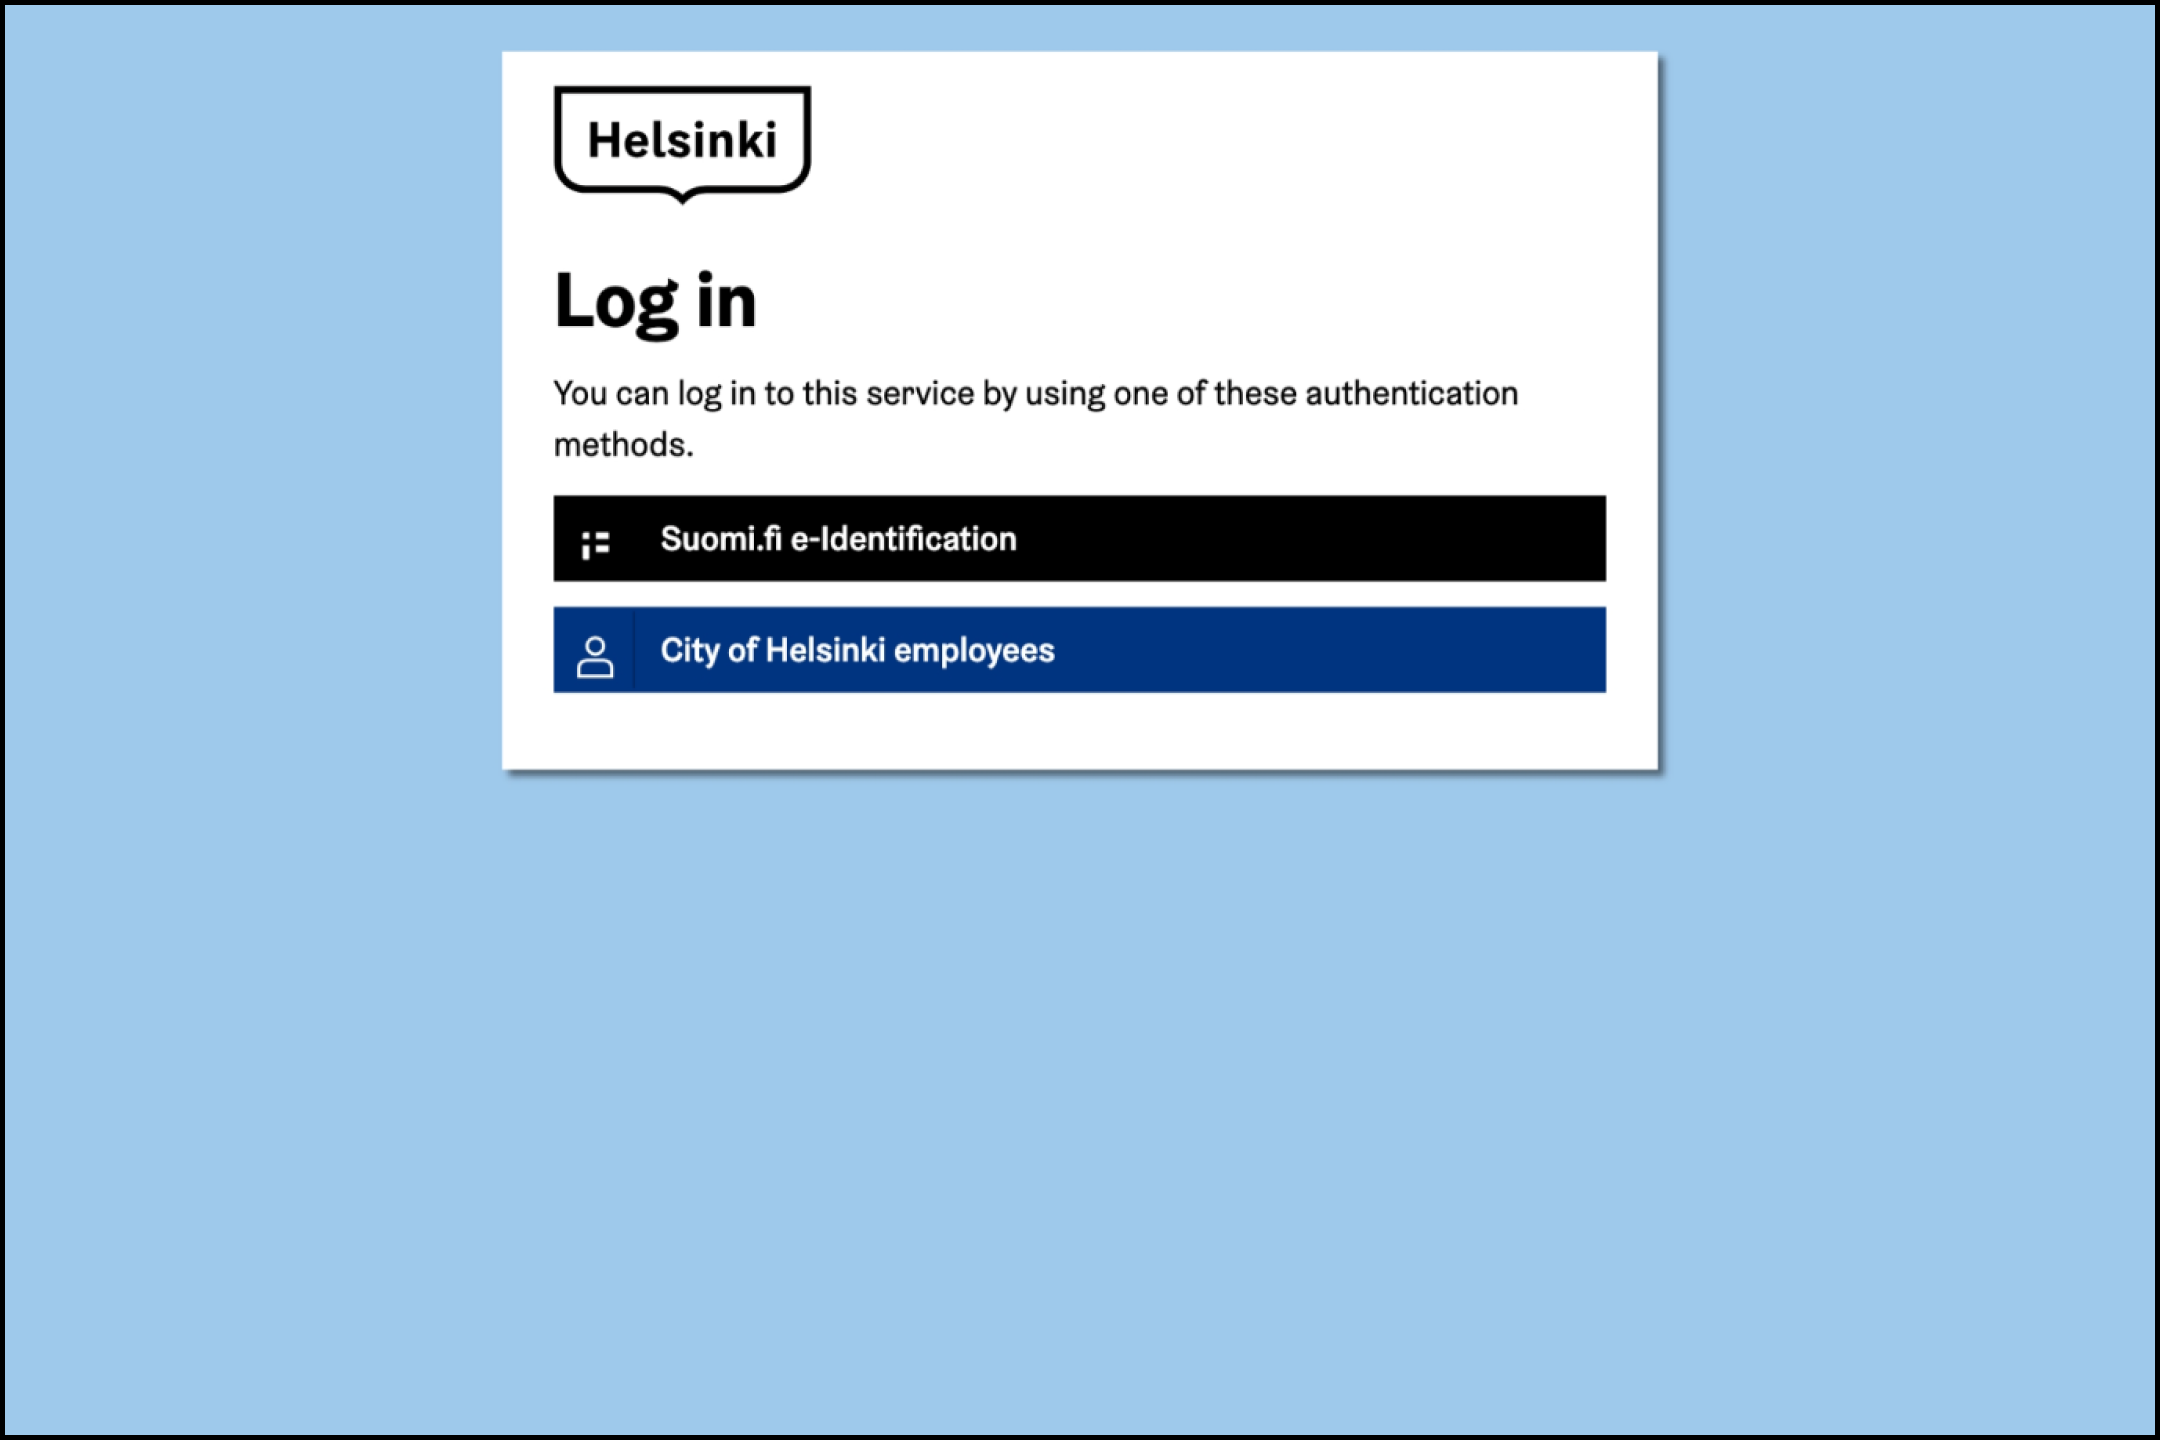 Helsinki
Log in
You can log in to this service by using one of these authentication
methods.
Suomi.fi e-Identification
City of Helsinki employees